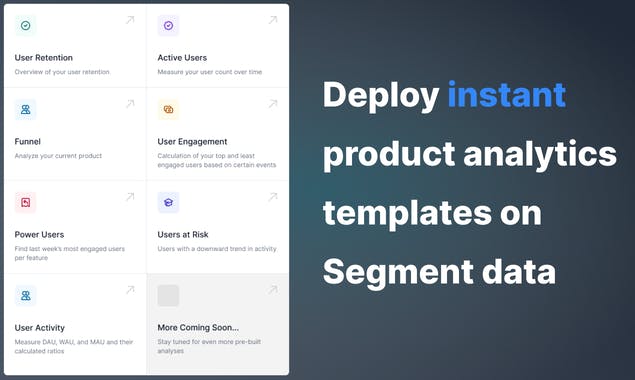 User Retention
Overview of your user retention
Active Users
Measure your user count over time
Funnel
Analyze your current product
User Engagement
Calculation of your top and least
engaged users based on certain events
Power Users
Find last week's most engaged users
per feature
Users at Risk
Users with a downward trend in activity
User Activity
Measure DAU, WAU, and MAU and their
calculated ratios
More Coming Soon...
Stay tuned for even more pre-built
analyses
Deploy instant
product analytics
templates on
Segment data